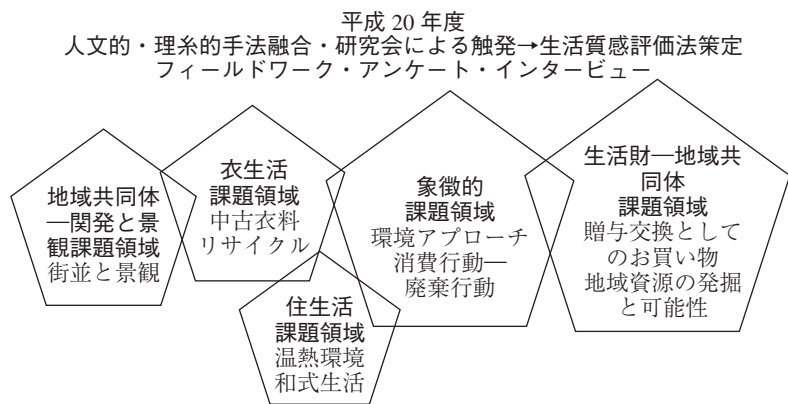 平成 20 年度
人文的・理糸的手法融合・研究会による触発→生活質感評価法策定
フィールドワーク・アンケート・インタービュー
地域共同体
―関発と景
観課題領域
街並と景観
衣生活
課題領域
中古衣料
リサイクル
住生活
課題領域
温熱環境
和式生活
象徴的
課題領域
環境アプローチ
消費行動―
廃棄行動
生活財―地域共
同体
課題領域
贈与交換として
のお買い物
地域資源の発掘
と可能性